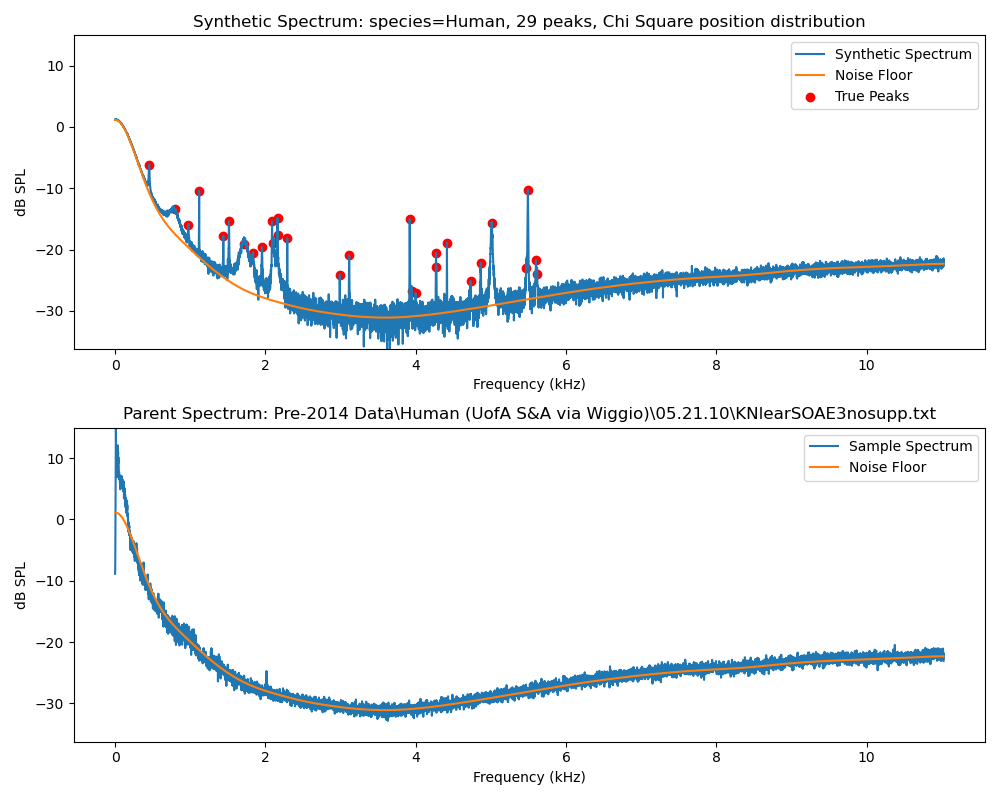 Synthetic Spectrum: species=Human, 29 peaks, Chi Square position distribution
10
0
−10
−20
−30
dB SPL
Synthetic Spectrum
Noise Floor
True Peaks
0 2 4 6 8 10
Frequency (kHz)
Parent Spectrum: Pre-2014 Data\Human (UofA S&A via Wiggio)\05.21.10\KNlearSOAE3nosupp.txt
10
0
−10
−20
−30
dB SPL
Sample Spectrum
Noise Floor
0 2 4 6 8 10
Frequency (kHz)